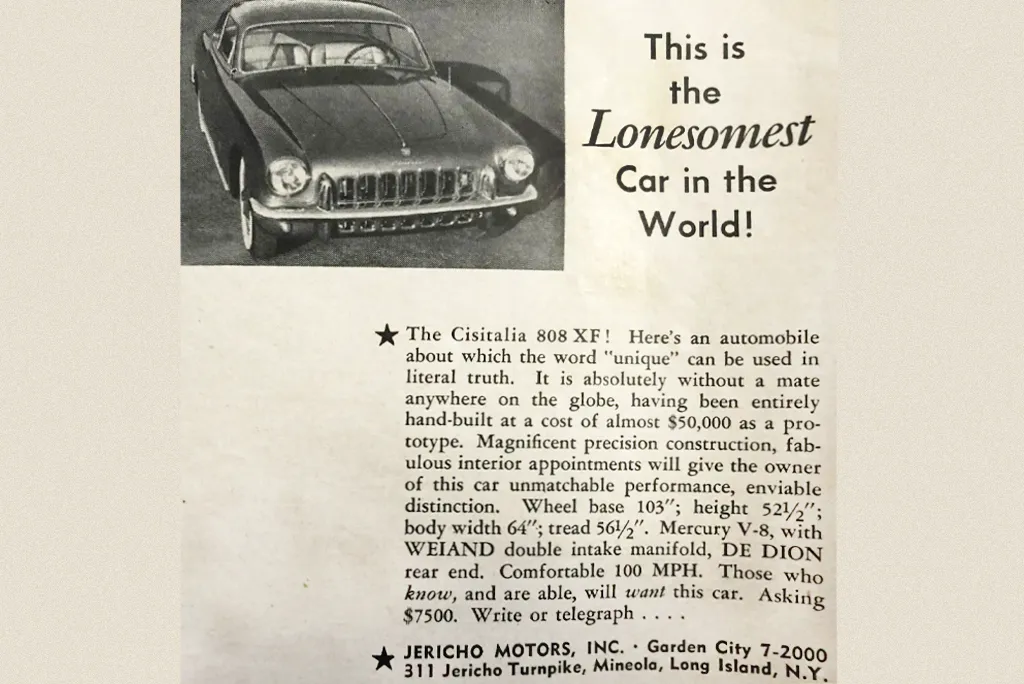 This is
the
Lonesomest
Car in the
World!
★ The Cisitalia 808 XF! Here's an automobile
about which the word "unique" can be used in
literal truth. It is absolutely without a mate
anywhere on the globe, having been entirely
hand-built at a cost of almost $50,000 as a pro-
totype. Magnificent precision construction, fab-
ulous interior appointments will give the owner
of this car unmatchable performance, enviable
distinction. Wheel base 103"; height 52½";
body width 64"; tread 56½". Mercury V-8, with
WEIAND double intake manifold, DE DION
rear end. Comfortable 100 MPH. Those who
know, and are able, will want this car. Asking
$7500. Write or telegraph . . . .
★ JERICHO MOTORS, INC. · Garden City 7-2000
311 Jericho Turnpike, Mineola, Long Island, N.Y.